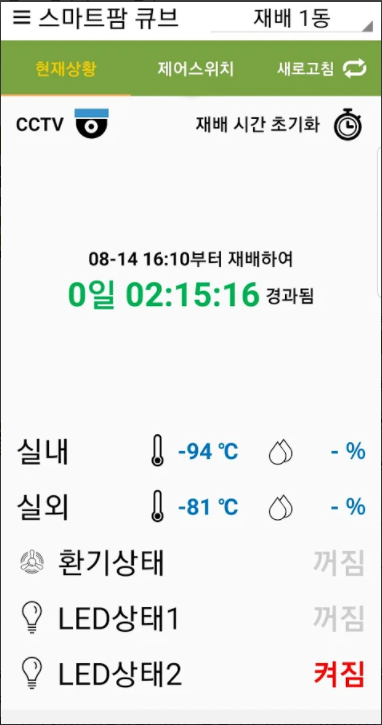 스마트팜 큐브 재배 1동
현재상황 제어스위치 새로고침
CCTV 재배 시간 초기화
08-14 16:10부터 재배하여
0일 02:15:16 경과됨
실내 -94 ℃ - %
실외 -81 ℃ - %
환기상태 꺼짐
LED상태1 꺼짐
LED상태2 켜짐